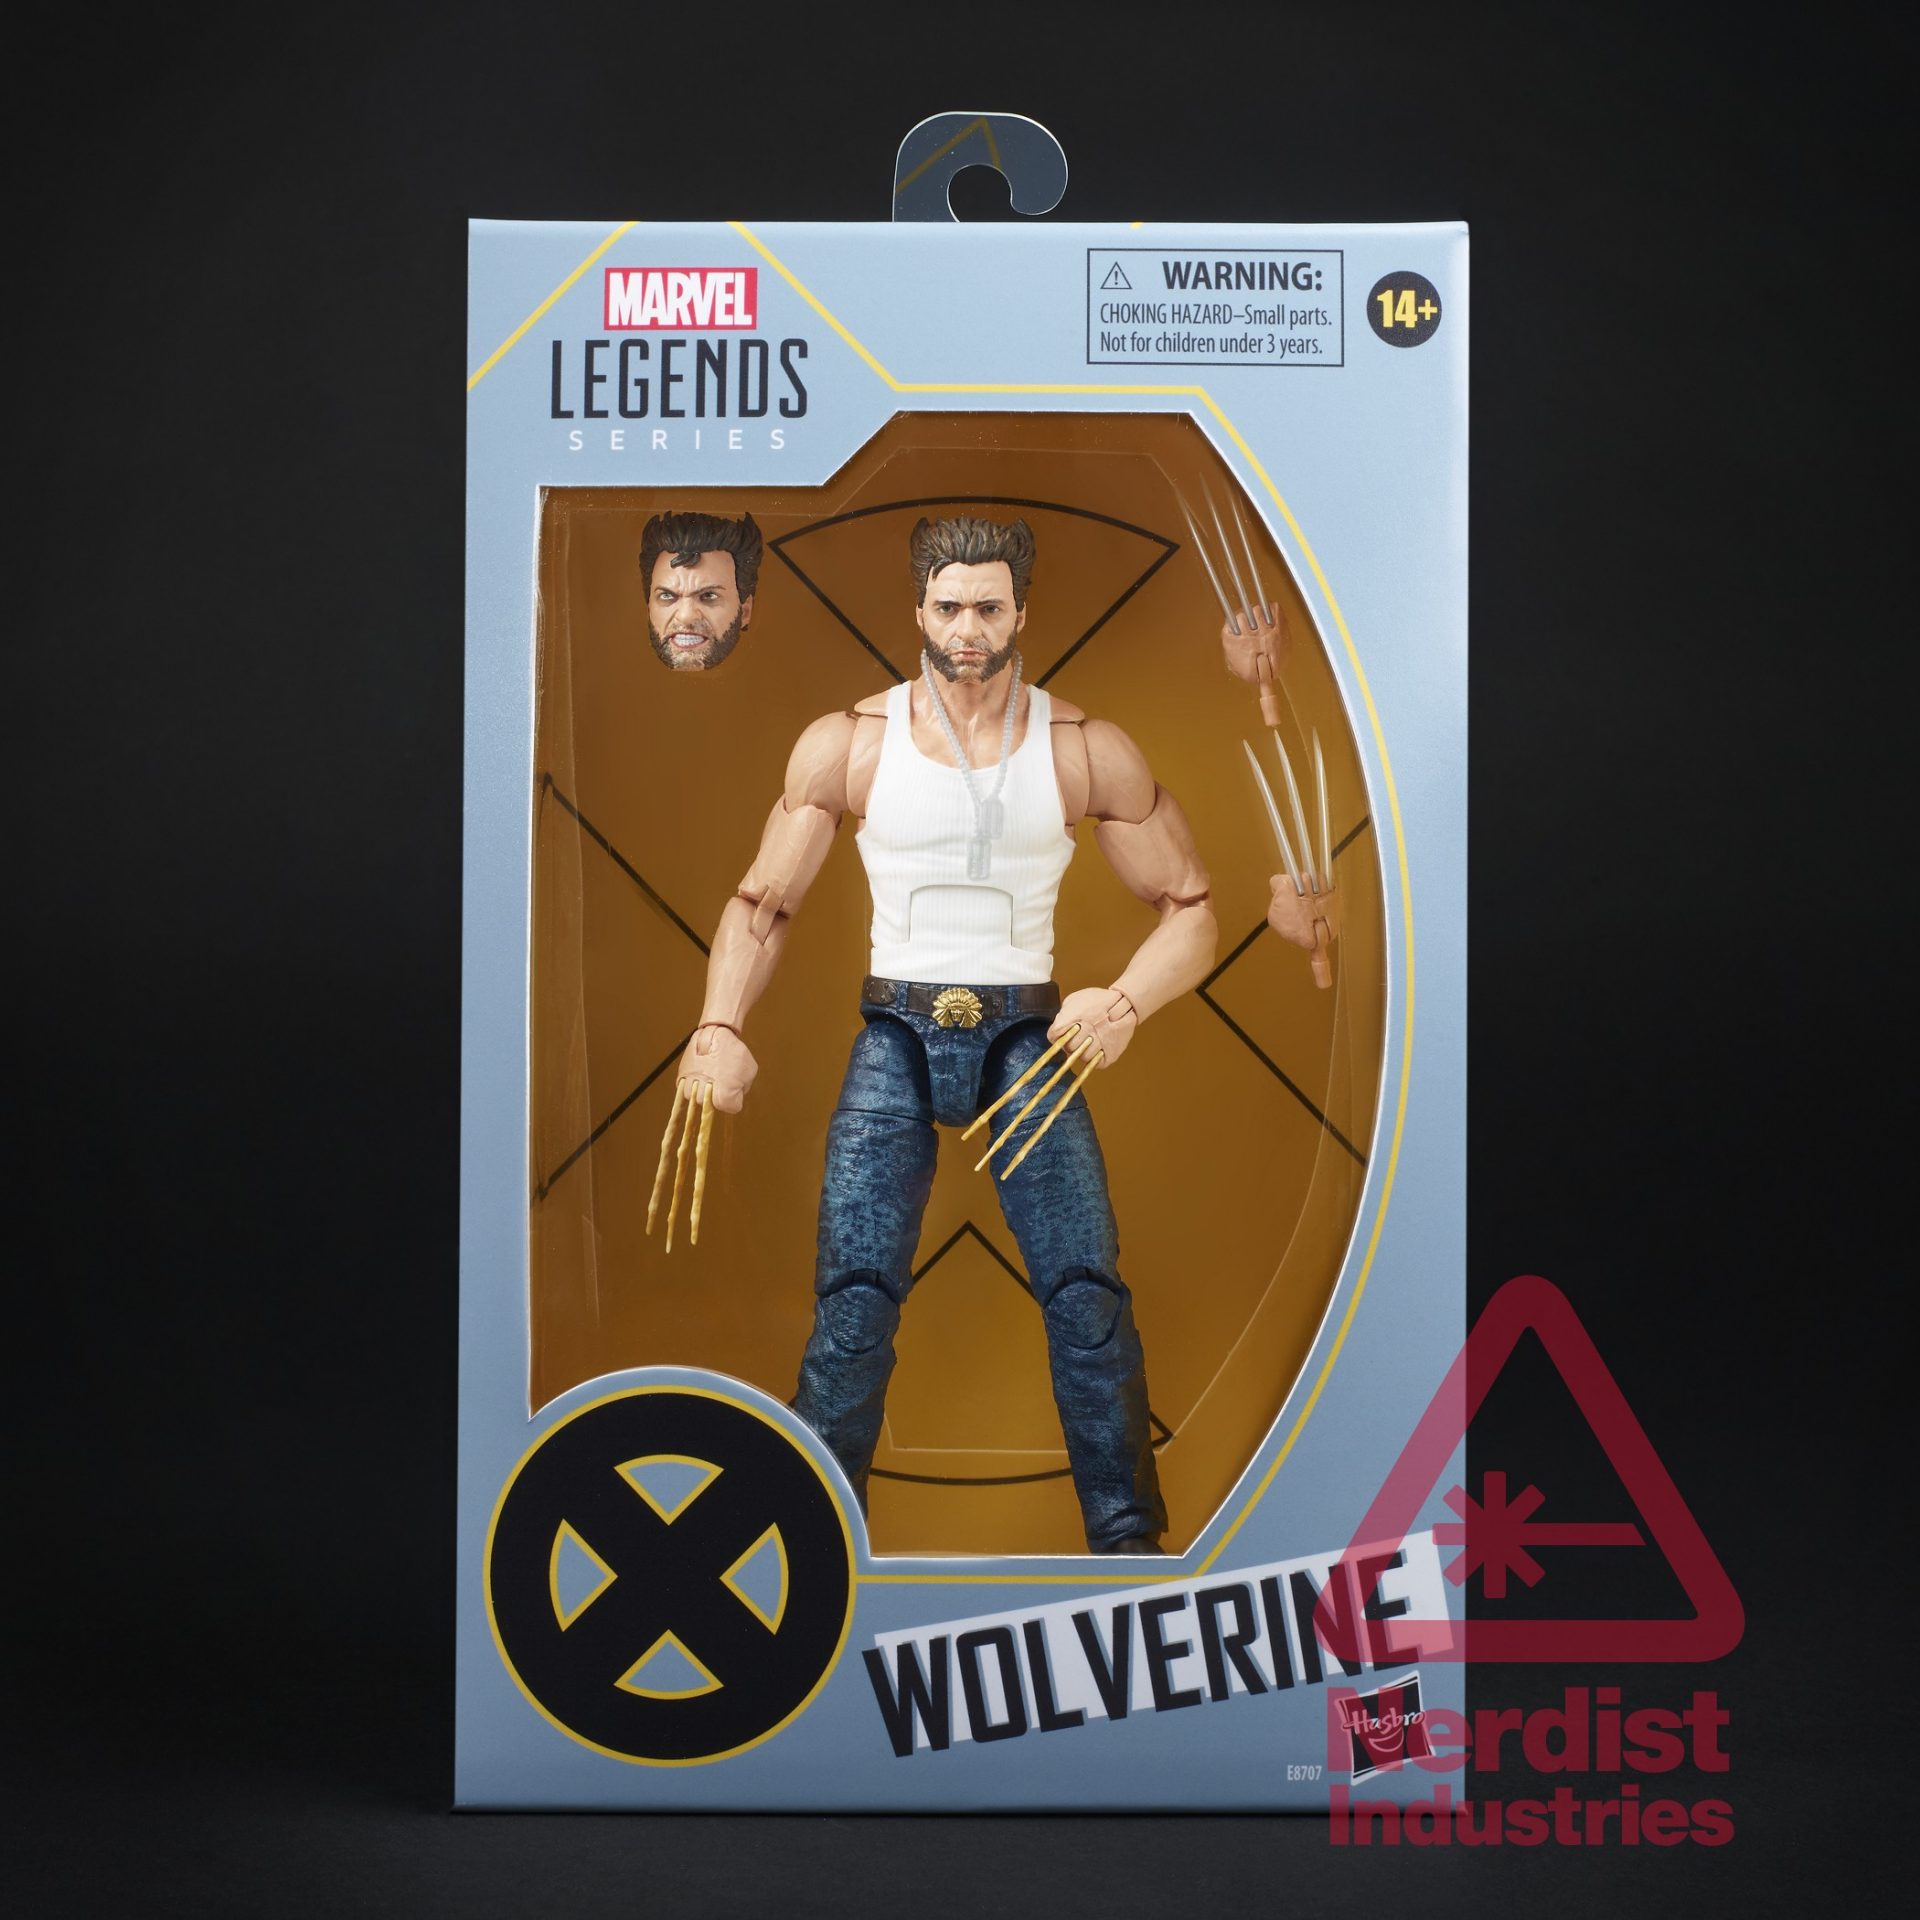 MARVEL
LEGENDS
SERIES
WARNING:
CHOKING HAZARD–Small parts.
Not for children under 3 years.
14+
WOLVERINE
Hasbro
E8707
Nerdist
Industries